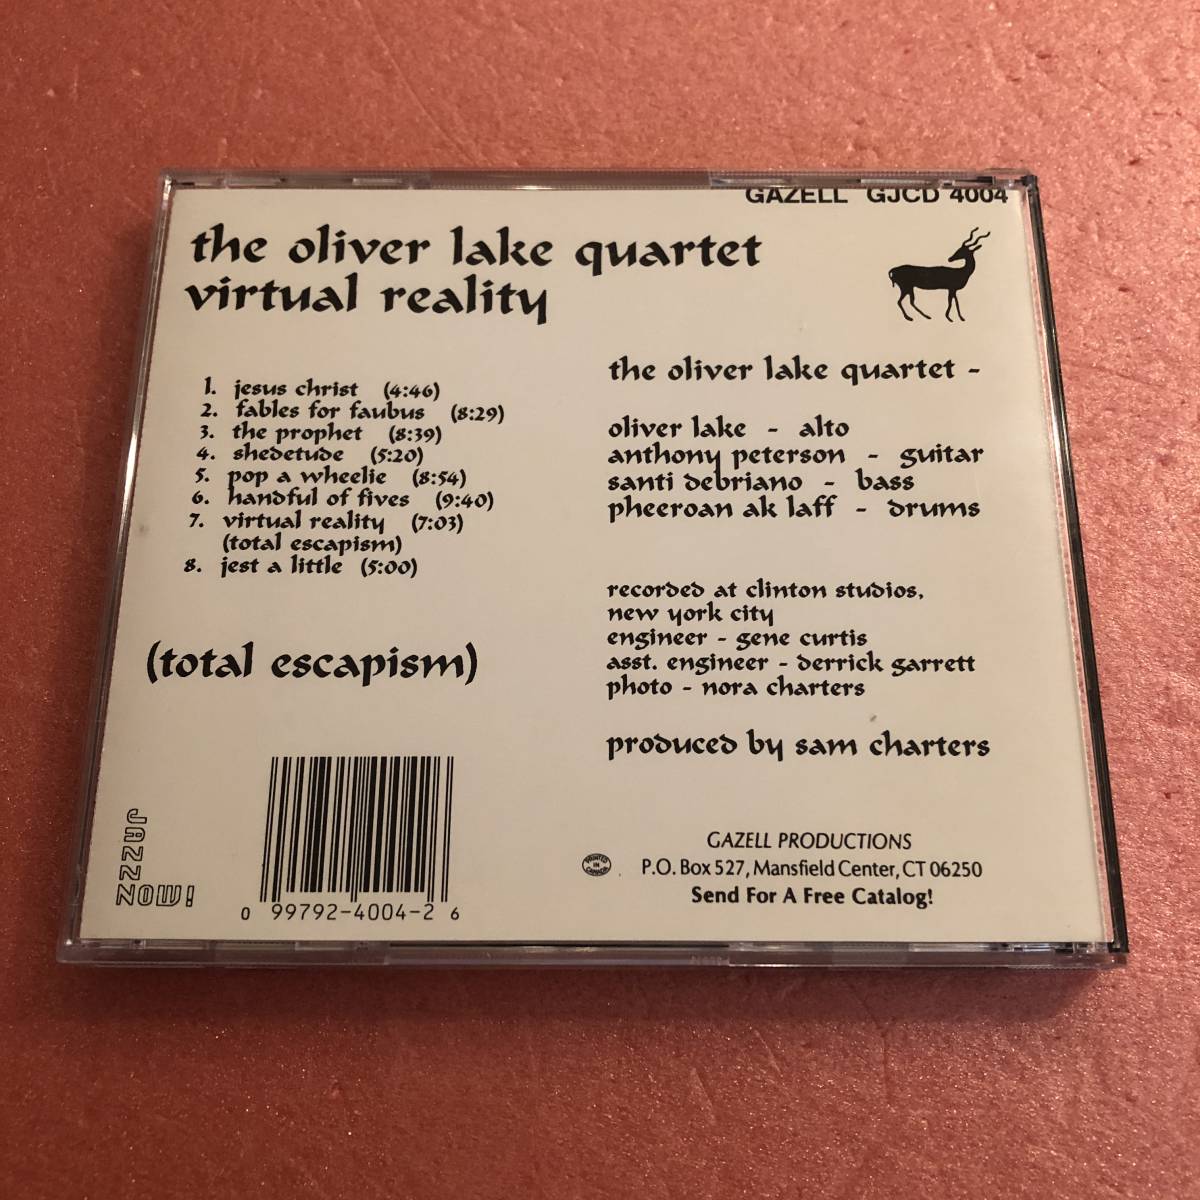 GAZELL GJCD 4004
the oliver lake quartet
virtual reality
1. jesus christ (4:46)
2. fables for faubus (8:29)
3. the prophet (8:39)
4. shedetude (5:20)
5. pop a wheelie (8:54)
6. handful of fives (9:40)
7. virtual reality (7:03)
(total escapism)
8. jest a little (5:00)
(total escapism)
the oliver lake quartet -
oliver lake - alto
anthony peterson - guitar
santi debriano - bass
pheeroan ak laff - drums
recorded at clinton studios,
new york city
engineer - gene curtis
asst. engineer - derrick garrett
photo - nora charters
produced by sam charters
JAZZNOW!
0 99792-4004-2 6
PRINTED
IN
CANADA
GAZELL PRODUCTIONS
P.O. Box 527, Mansfield Center, CT 06250
Send For A Free Catalog!